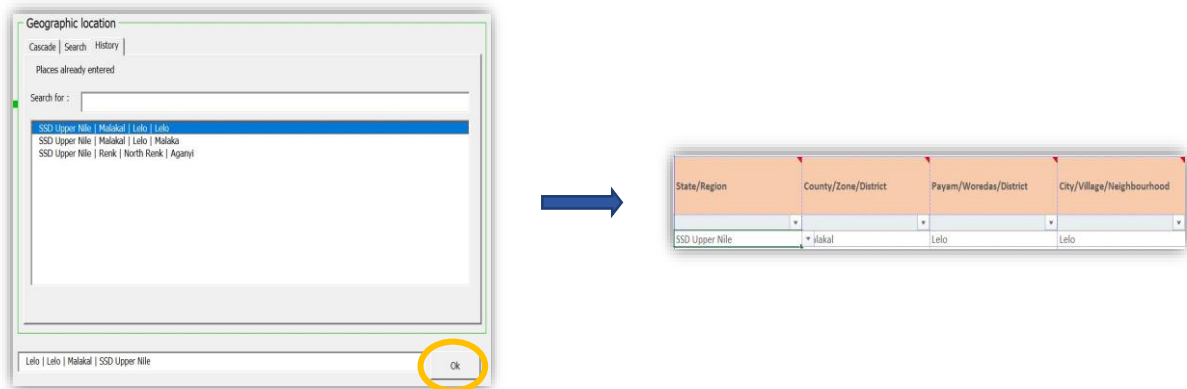 Geographic location
Cascade | Search History
Places already entered
Search for :
SSD Upper Nile | Malakal | Lelo | Lelo
SSD Upper Nile | Malakal | Lelo | Malaka
SSD Upper Nile | Renk | North Renk | Aganyi
Lelo | Lelo | Malakal | SSD Upper Nile
Ok
State/Region County/Zone/District Payam/Woredas/District City/Village/Neighbourhood
SSD Upper Nile lakal Lelo Lelo